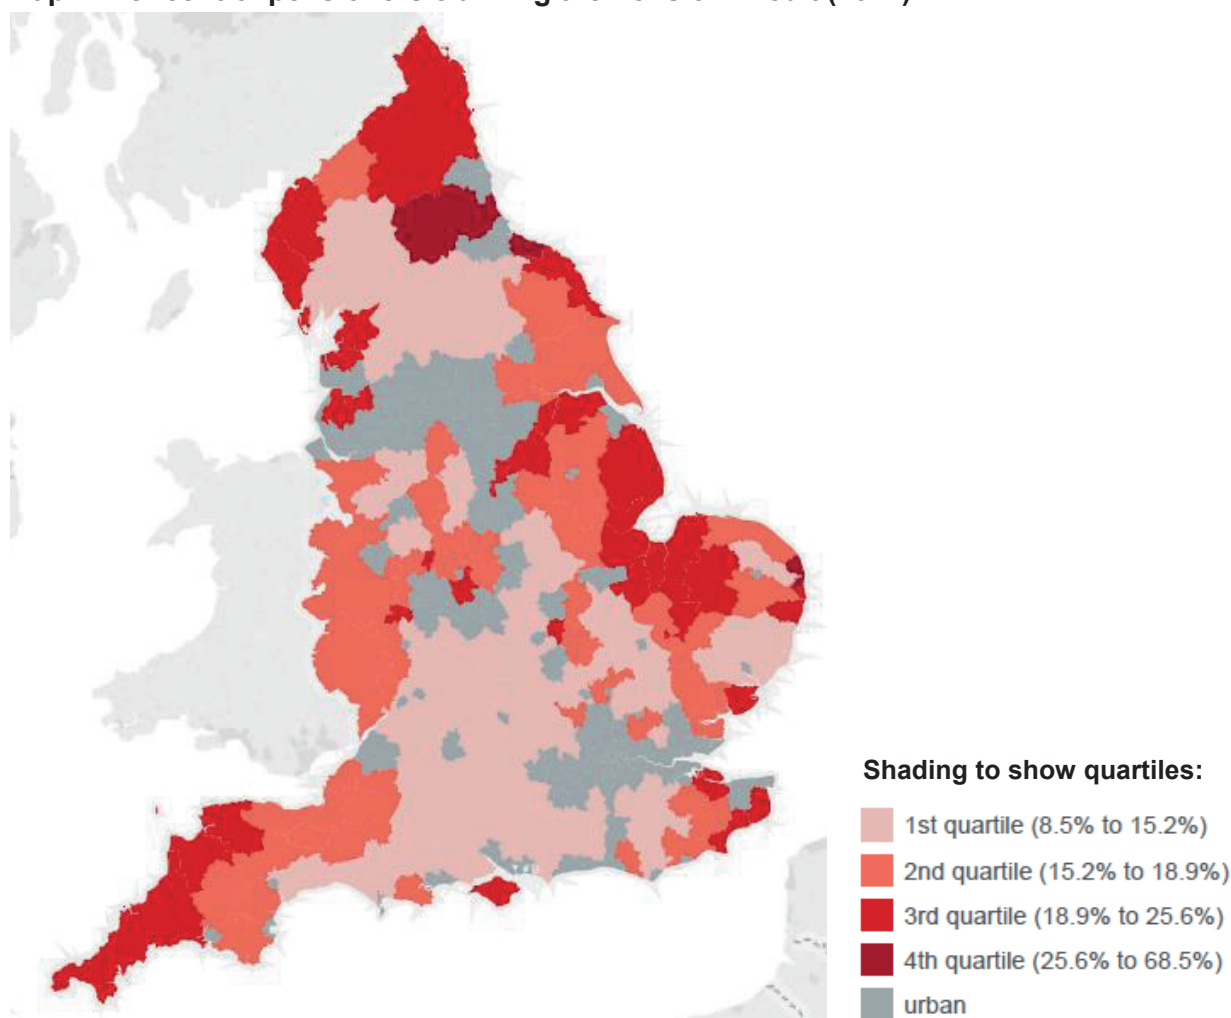 Shading to show quartiles:
1st quartile (8.5% to 15.2%)
2nd quartile (15.2% to 18.9%)
3rd quartile (18.9% to 25.6%)
4th quartile (25.6% to 68.5%)
urban